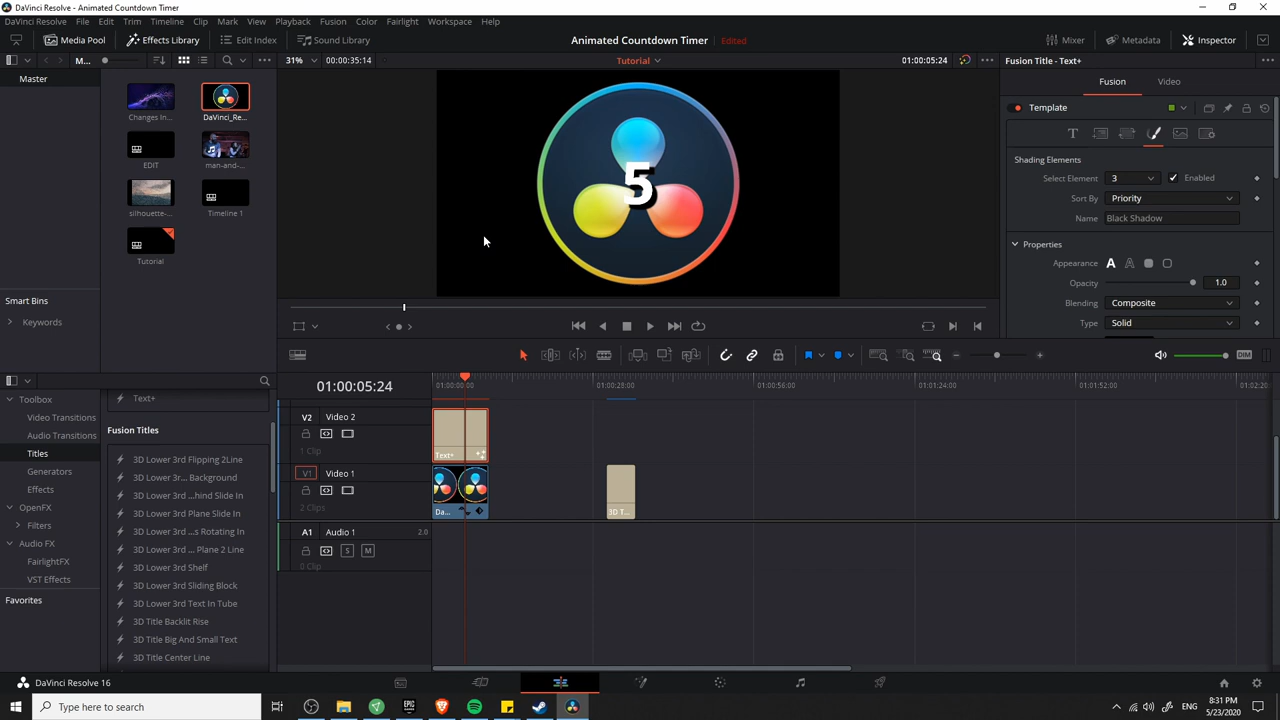 DaVinci Resolve - Animated Countdown Timer
DaVinci Resolve File Edit Trim Timeline Clip Mark View Playback Fusion Color Fairlight Workspace Help
Media Pool Effects Library Edit Index Sound Library Animated Countdown Timer Edited Mixer Metadata Inspector
M... 31% 00:00:35:14 Tutorial 01:00:05:24 Fusion Title - Text+
Master
Fusion Video
Template
Changes In... DaVinci_Re...
EDIT man-and-...
silhouette-... Timeline 1
Tutorial
5
Shading Elements
Select Element 3 Enabled
Sort By Priority
Name Black Shadow
Properties
Appearance A A
Opacity 1.0
Blending Composite
Type Solid
Smart Bins
Keywords
DIM
01:00:05:24
01:00:00:00 01:00:28:00 01:00:56:00 01:01:24:00 01:01:52:00 01:02:20
Toolbox
Video Transitions
Audio Transitions
Titles
Generators
Effects
OpenFX
Filters
Audio FX
FairlightFX
VST Effects
Favorites
Text+
Fusion Titles
3D Lower 3rd Flipping 2Line
3D Lower 3r... Background
3D Lower 3rd ...hind Slide In
3D Lower 3rd Plane Slide In
3D Lower 3rd ...s Rotating In
3D Lower 3rd ... Plane 2 Line
3D Lower 3rd Shelf
3D Lower 3rd Sliding Block
3D Lower 3rd Text In Tube
3D Title Backlit Rise
3D Title Big And Small Text
3D Title Center Line
V2 Video 2
1 Clip
Text+
V1 Video 1
2 Clips
Da... 3D T...
A1 Audio 1 2.0
S M
0 Clip
DaVinci Resolve 16
Type here to search
ENG
8:31 PM
5/23/2020